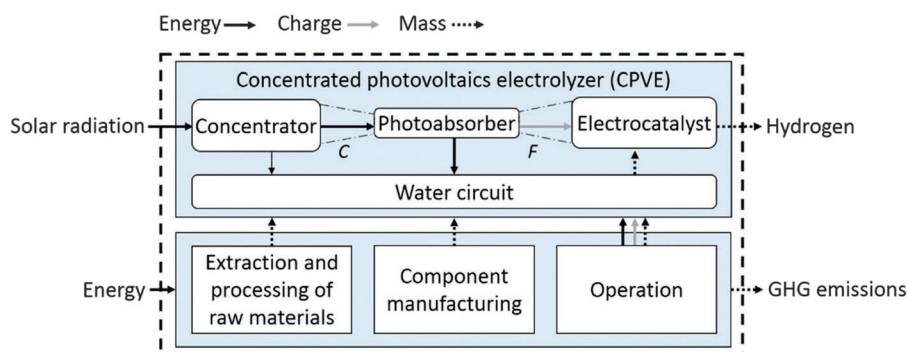 Energy Charge Mass
Concentrated photovoltaics electrolyzer (CPVE)
Solar radiation Concentrator Photoabsorber Electrocatalyst Hydrogen
C F
Water circuit
Energy
Extraction and
processing of
raw materials
Component
manufacturing
Operation
GHG emissions